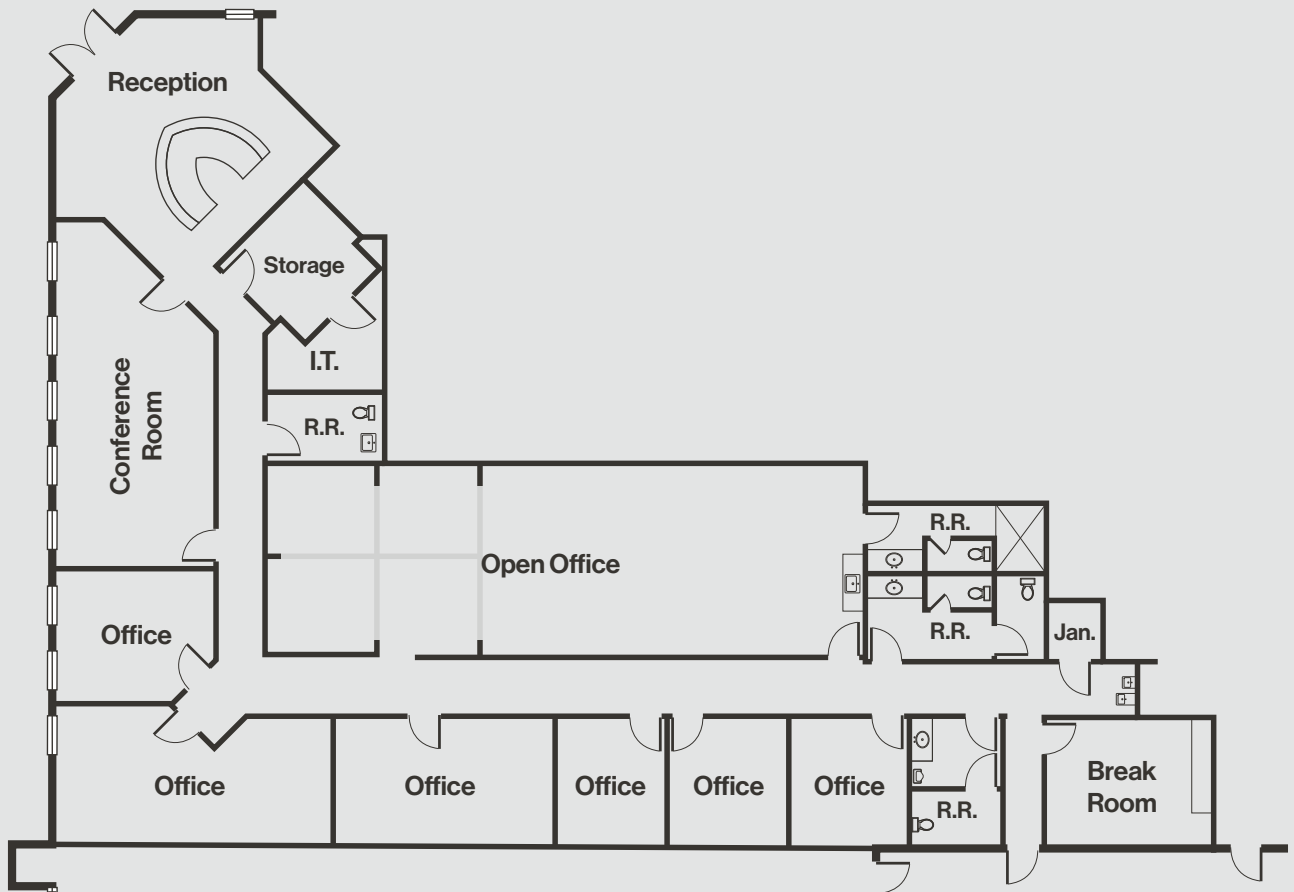 Reception
Storage
I.T.
Conference
Room
R.R.
R.R.
Open Office
R.R.
Jan.
Office
Office
Office
Office
Office
Office
R.R.
Break
Room